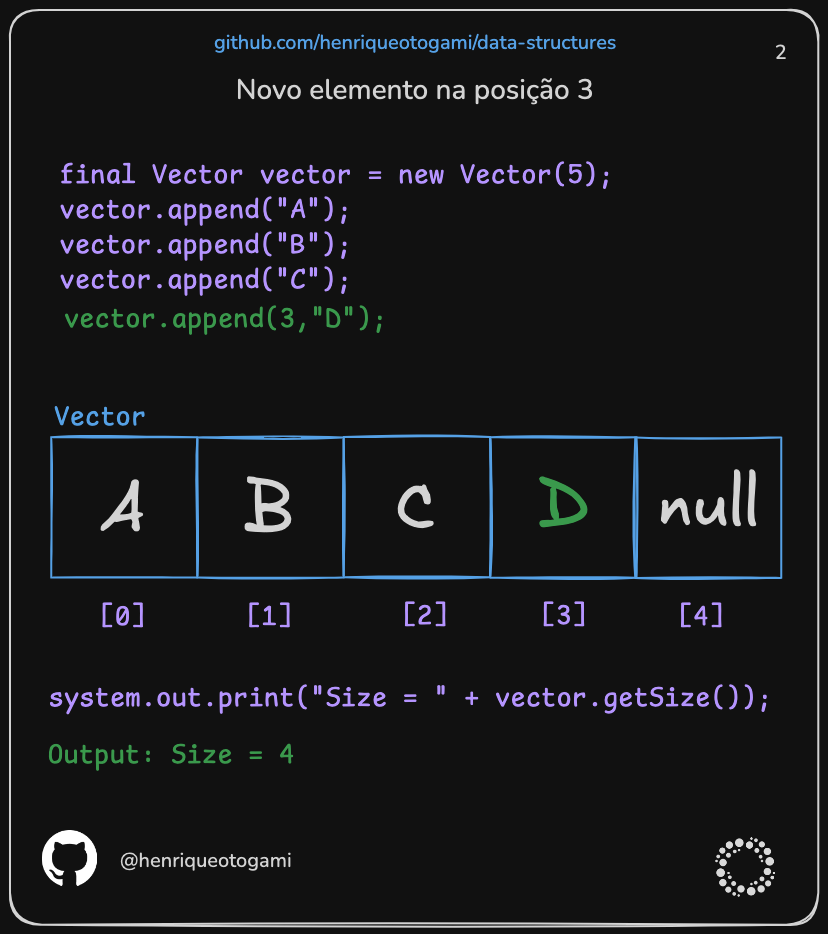 github.com/henriqueotogami/data-structures
2
Novo elemento na posição 3
final Vector vector = new Vector(5);
vector.append("A");
vector.append("B");
vector.append("C");
vector.append(3,"D");
Vector
A B C D null
[0] [1] [2] [3] [4]
system.out.print("Size = " + vector.getSize());
Output: Size = 4
@henriqueotogami